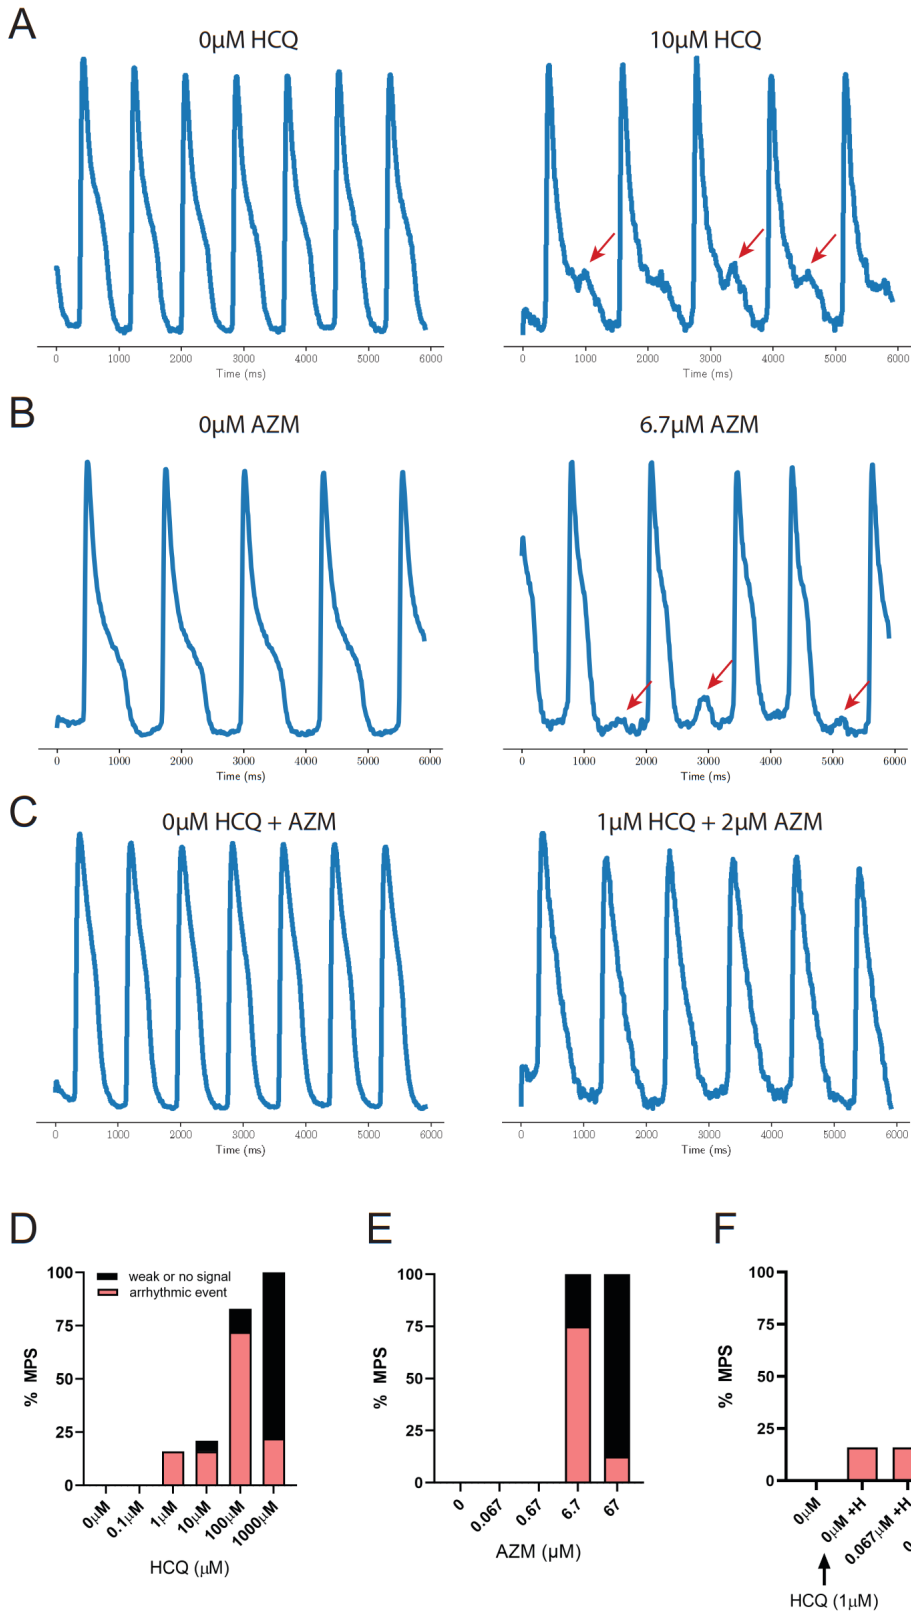 A
0µM HCQ
10µM HCQ
0 1000 2000 3000 4000 5000 6000
Time (ms)
0 1000 2000 3000 4000 5000 6000
Time (ms)
B
0µM AZM
6.7µM AZM
0 1000 2000 3000 4000 5000 6000
Time (ms)
0 1000 2000 3000 4000 5000 6000
Time (ms)
C
0µM HCQ + AZM
1µM HCQ + 2µM AZM
0 1000 2000 3000 4000 5000 6000
Time (ms)
0 1000 2000 3000 4000 5000 6000
Time (ms)
D
% MPS
100
75
50
25
0
weak or no signal
arrhythmic event
0µM
0.1µM
1µM
10µM
100µM
1000µM
HCQ (µM)
E
% MPS
100
75
50
25
0
0
0.067
0.67
6.7
67
AZM (µM)
F
% MPS
100
75
50
25
0
0µM
0µM +H
0.067µM +H
HCQ (1µM)